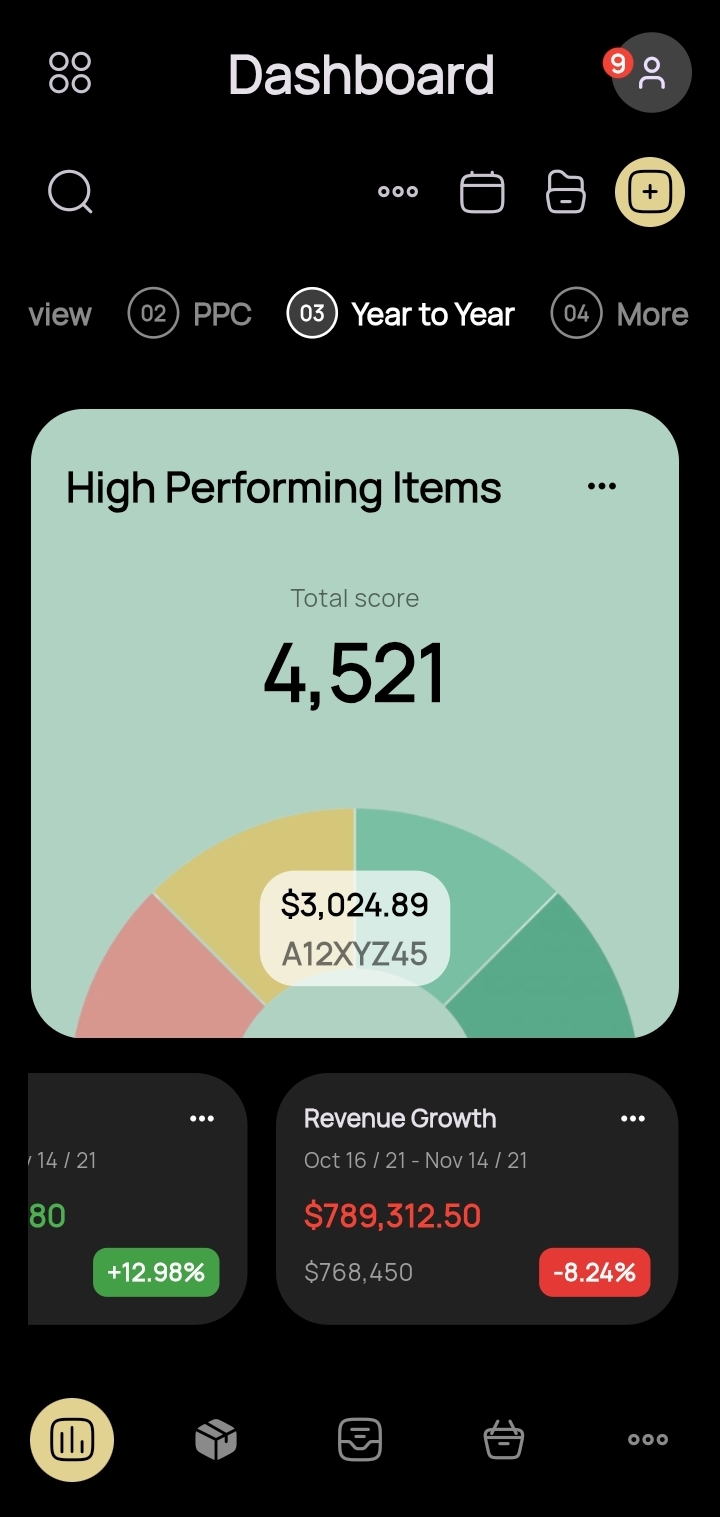 Dashboard
9
view
02 PPC
03 Year to Year
04 More
High Performing Items
Total score
4,521
$3,024.89
A12XYZ45
14 / 21
80
+12.98%
Revenue Growth
Oct 16 / 21 - Nov 14 / 21
$789,312.50
$768,450
-8.24%